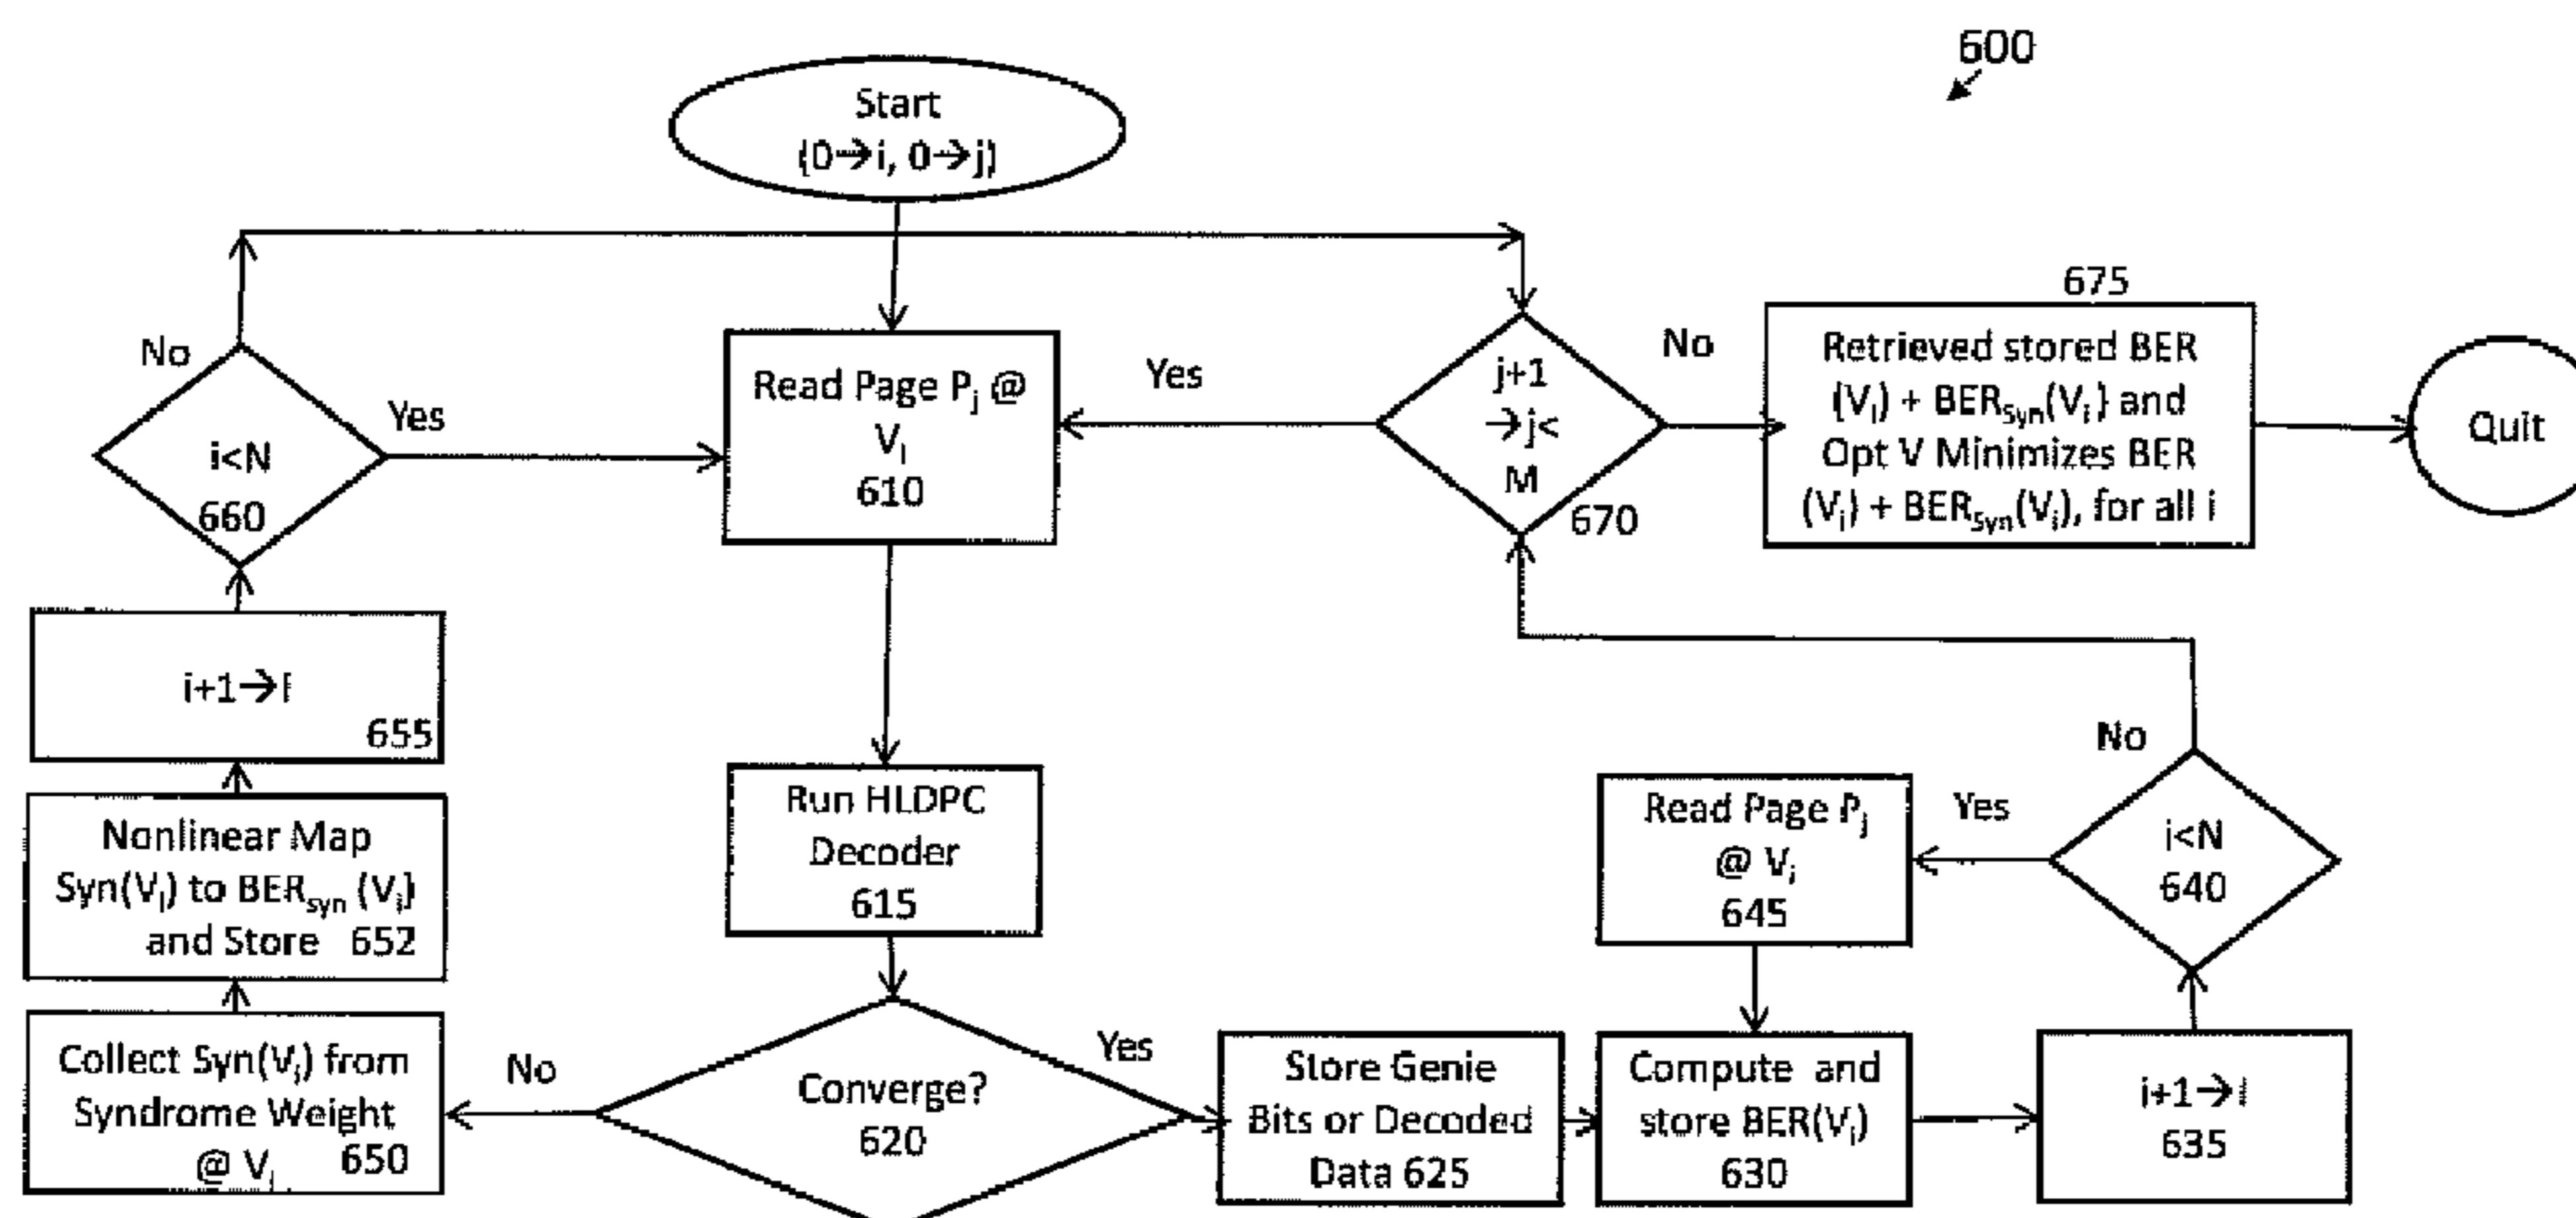 600
Start
(0→i, 0→j)
No
i<N
660
Yes
Read Page Pj @
Vi
610
Yes
j+1
→j<
M
670
No
675
Retrieved stored BER
(Vi) + BERSyn(Vi) and
Opt V Minimizes BER
(Vi) + BERSyn(Vi), for all i
Quit
i+1→i
655
Nonlinear Map
Syn(Vi) to BERsyn (Vi)
and Store 652
Collect Syn(Vi) from
Syndrome Weight
@ Vi 650
No
Run HLDPC
Decoder
615
Converge?
620
Yes
Store Genie
Bits or Decoded
Data 625
Read Page Pj
@ Vi
645
Yes
No
i<N
640
Compute and
store BER(Vi)
630
i+1→i
635